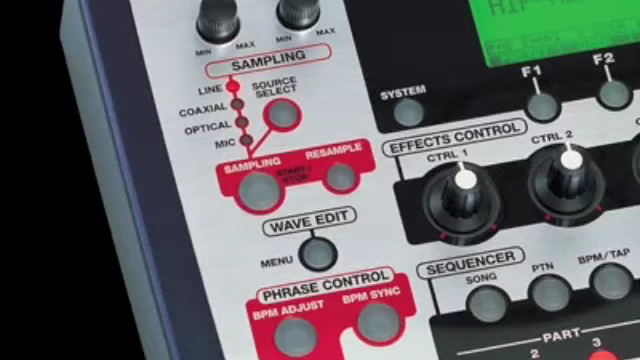 MIN MAX MIN MAX
SAMPLING
LINE
COAXIAL
OPTICAL
MIC
SOURCE
SELECT
SAMPLING
RESAMPLE
START/
STOP
WAVE EDIT
MENU
PHRASE CONTROL
BPM ADJUST
BPM SYNC
SYSTEM
F1
F2
EFFECTS CONTROL
CTRL 1
CTRL 2
SEQUENCER
SONG
PTN
BPM/TAP
PART
2
3